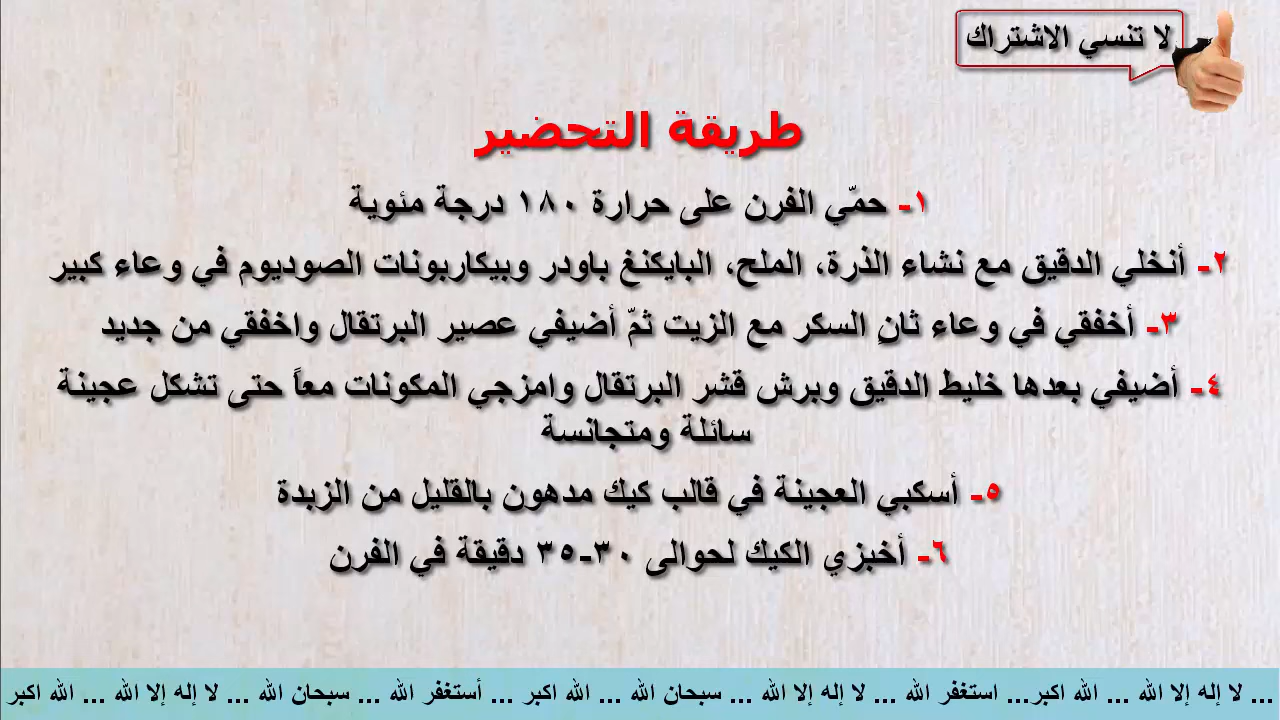 لا تنسي الاشتراك
طريقة التحضير
١- حمّي الفرن على حرارة ١٨٠ درجة مئوية
٢- أنخلي الدقيق مع نشاء الذرة، الملح، البايكنغ باودر وبيكاربونات الصوديوم في وعاء كبير
٣- أخفقي في وعاء ثانٍ السكر مع الزيت ثمّ أضيفي عصير البرتقال واخفقي من جديد
٤- أضيفي بعدها خليط الدقيق وبرش قشر البرتقال وامزجي المكونات معاً حتى تشكل عجينة
سائلة ومتجانسة
٥- أسكبي العجينة في قالب كيك مدهون بالقليل من الزبدة
٦- أخبزي الكيك لحوالى ٣٠-٣٥ دقيقة في الفرن
... لا إله إلا الله ... الله اكبر... استغفر الله ... لا إله إلا الله ... سبحان الله ... الله اكبر ... أستغفر الله ... سبحان الله ... لا إله إلا الله ... الله اكبر